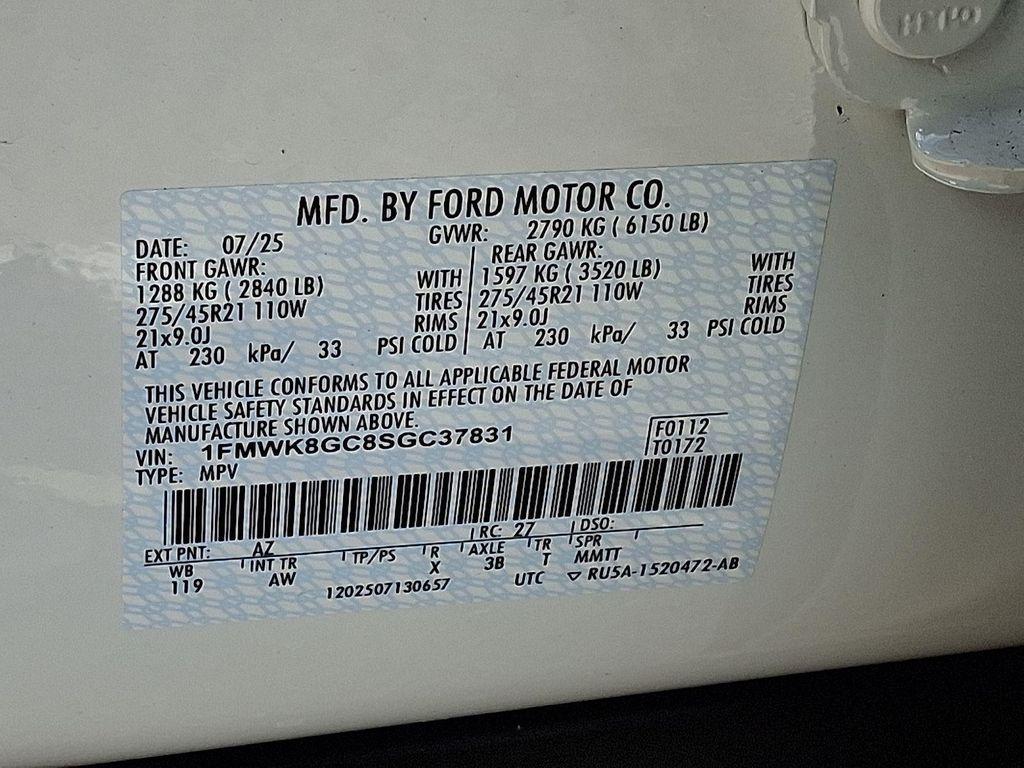 MFD. BY FORD MOTOR CO.
DATE: 07/25 GVWR: 2790 KG ( 6150 LB)
FRONT GAWR: REAR GAWR:
1288 KG ( 2840 LB) WITH 1597 KG ( 3520 LB) WITH
275/45R21 110W TIRES 275/45R21 110W TIRES
21x9.0J RIMS 21x9.0J RIMS
AT 230 kPa/ 33 PSI COLD AT 230 kPa/ 33 PSI COLD
THIS VEHICLE CONFORMS TO ALL APPLICABLE FEDERAL MOTOR
VEHICLE SAFETY STANDARDS IN EFFECT ON THE DATE OF
MANUFACTURE SHOWN ABOVE.
VIN: 1FMWK8GC8SGC37831 F0112
TYPE: MPV T0172
EXT PNT: AZ RC: 27 DSO:
WB INT TR TP/PS R AXLE TR SPR
119 AW X 3B T MMTT
1202507130657 UTC ▽ RU5A-1520472-AB